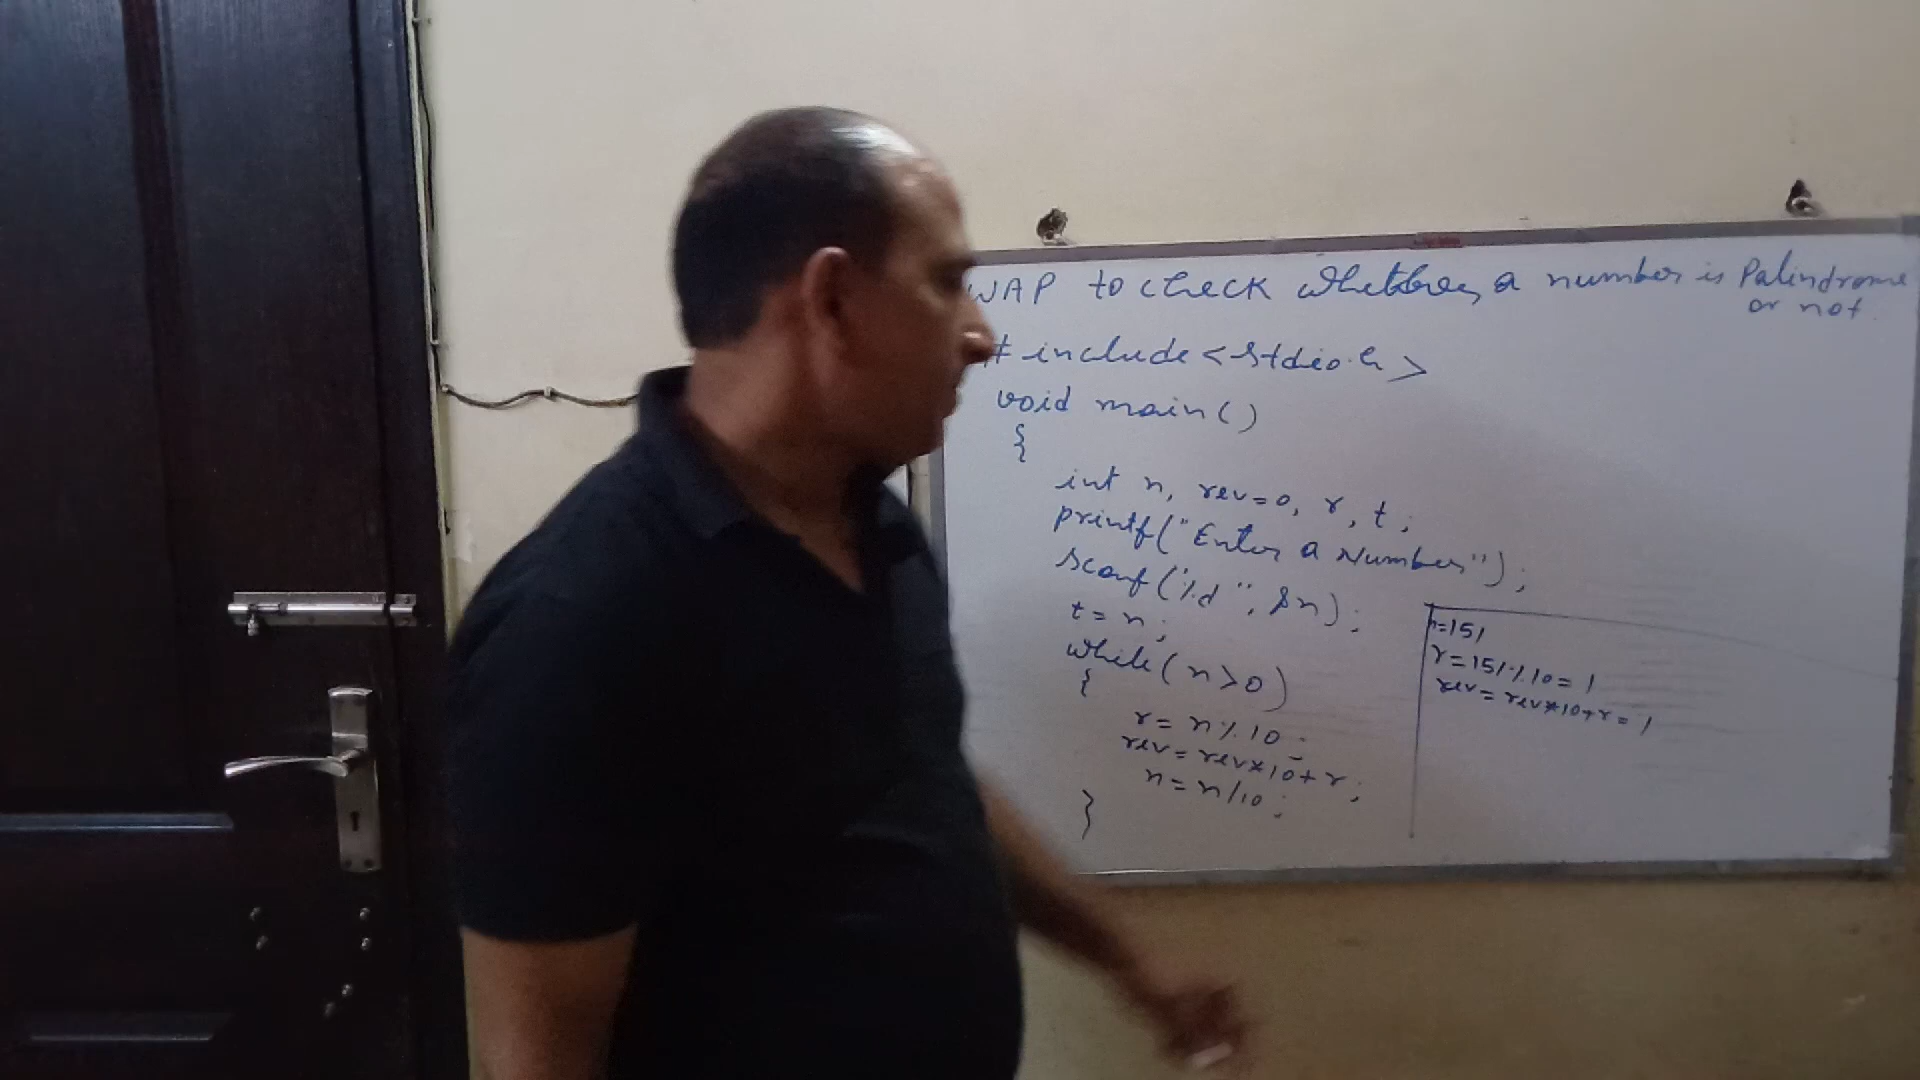 WAP to check whether a number is Palindrome
or not.
# include <stdio.h>
void main()
{
int n, rev=0, r, t;
printf("Enter a Number");
scanf("%d", &n);
t= n;
while(n>0)
{
r= n%10;
rev= rev*10+r;
n= n/10;
}
n=151
r=151%10=1
rev= rev*10+r=1